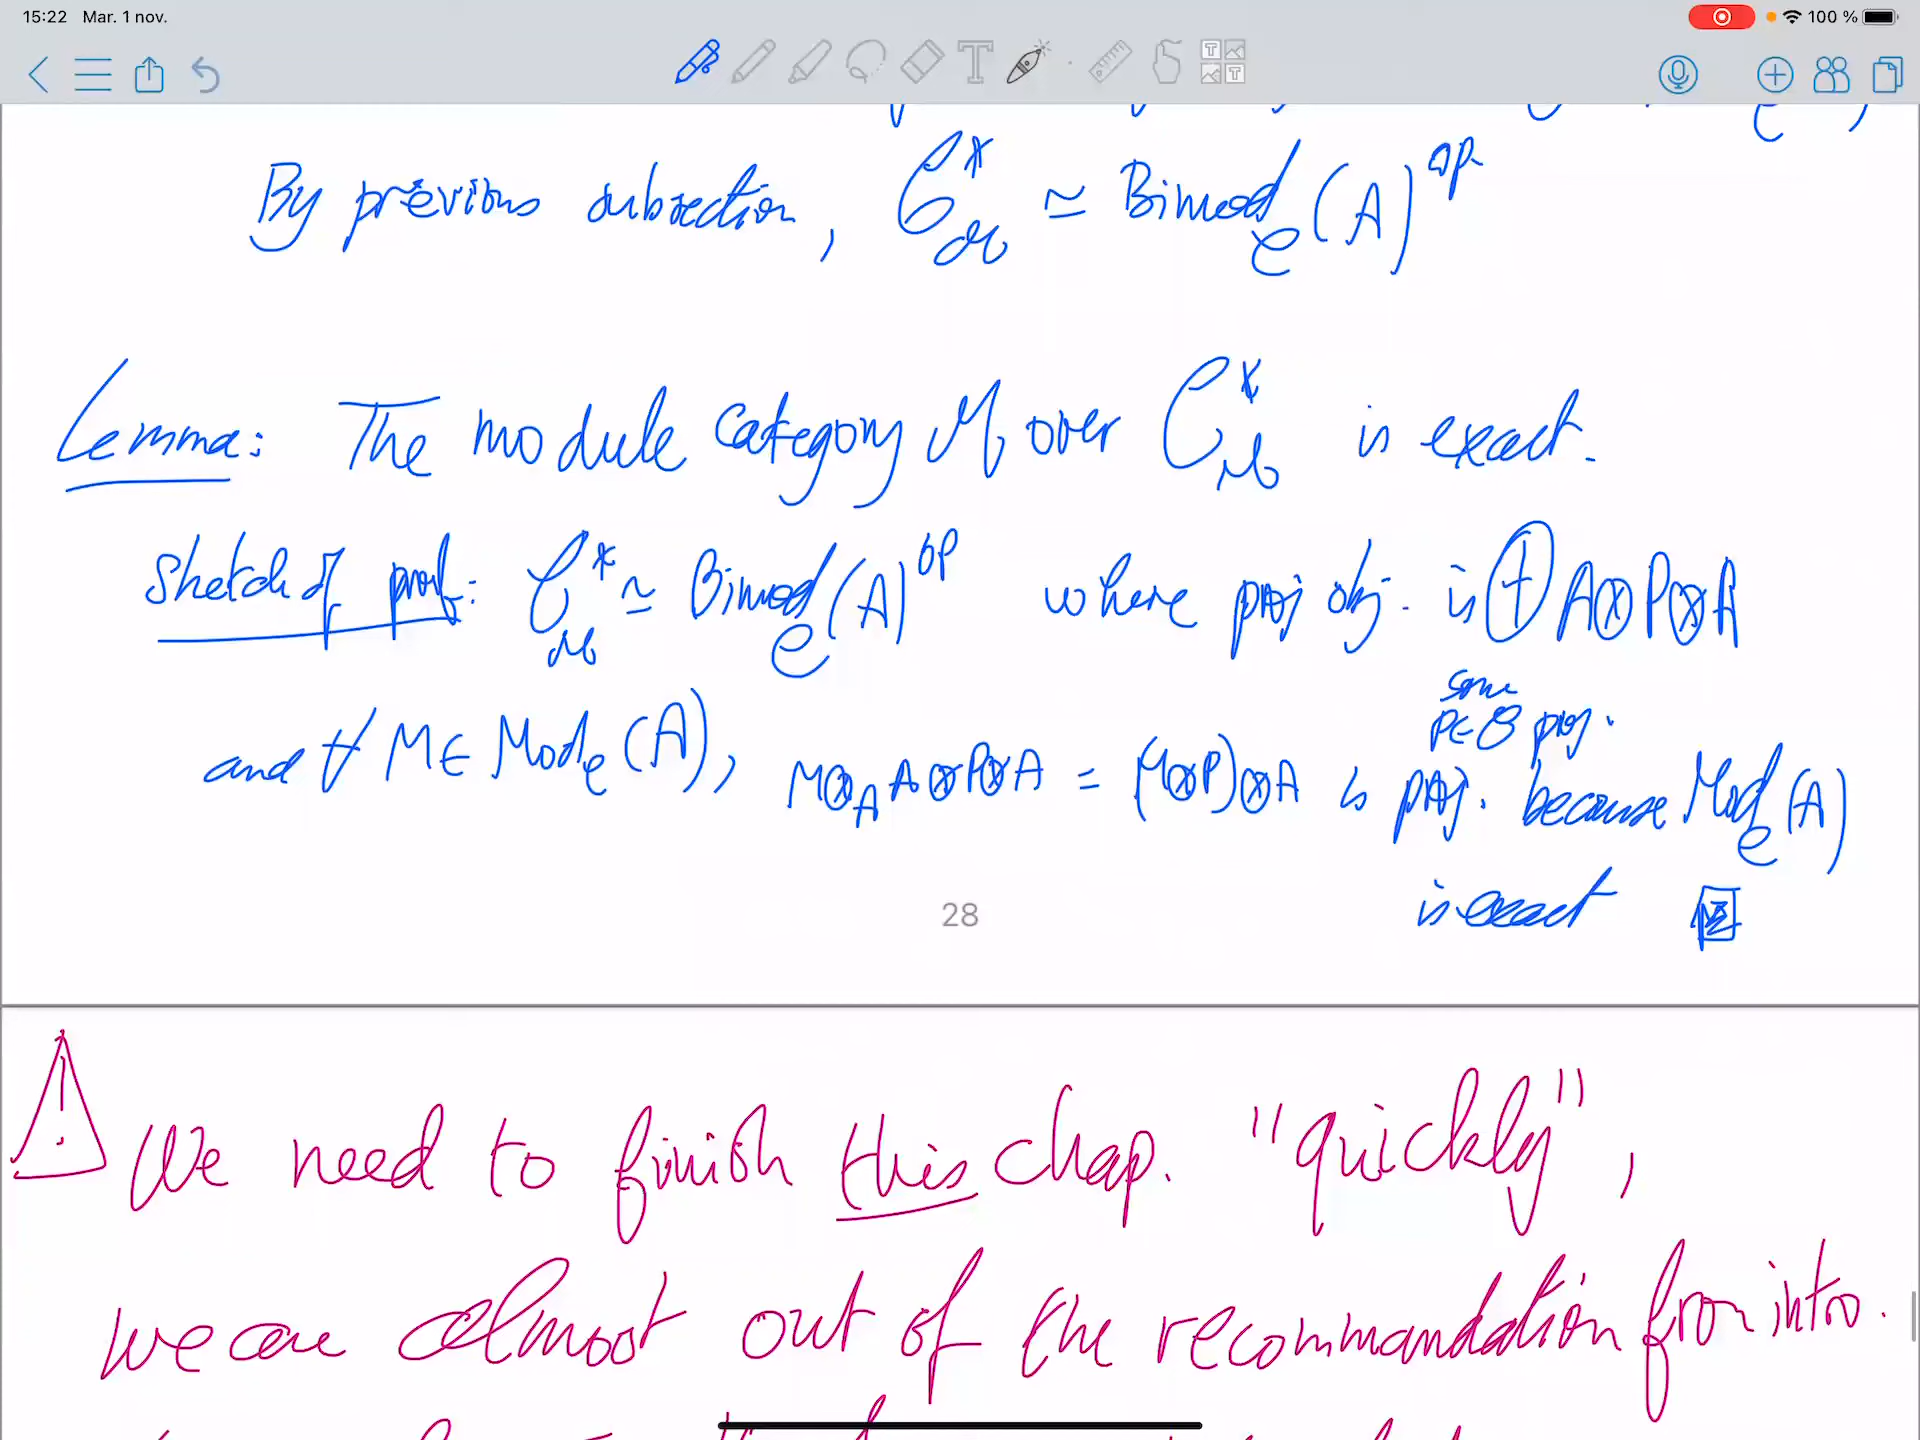 15:22 Mar. 1 nov. 100 %
By previous subsection, C*_M ≃ Bimod_C(A)^op
Lemma: The module category M over C*_M is exact.
Sketch of proof: C*_M ≃ Bimod_C(A)^op where proj obj. is ⊕ A⊗P⊗A
some
P∈C proj.
and ∀ M∈Mod_C(A), M⊗_A A⊗P⊗A = (M⊗P)⊗A is proj. because Mod_C(A)
is exact
28
! We need to finish this chap. "quickly",
we are almost out of the recommandation from intro.